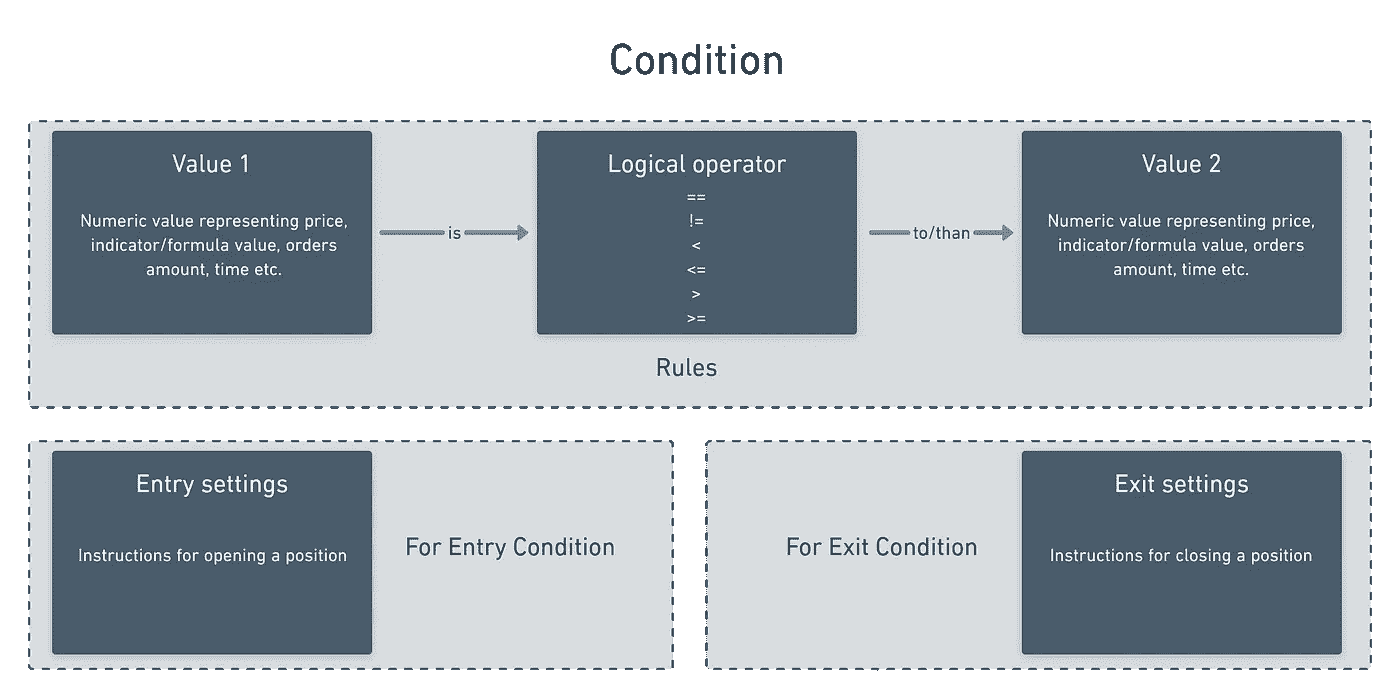 Condition
Value 1
Numeric value representing price,
indicator/formula value, orders
amount, time etc.
is
Logical operator
==
!=
<
<=
>
>=
to/than
Value 2
Numeric value representing price,
indicator/formula value, orders
amount, time etc.
Rules
Entry settings
Instructions for opening a position
For Entry Condition
For Exit Condition
Exit settings
Instructions for closing a position